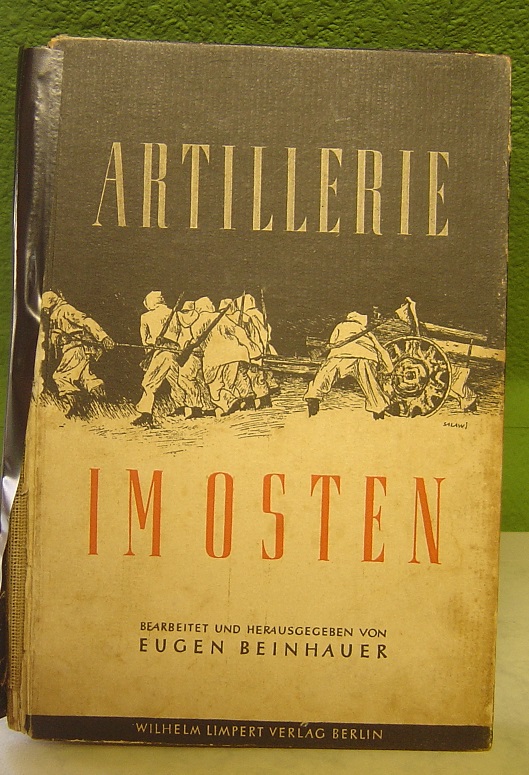 ARTILLERIE
IM OSTEN
BEARBEITET UND HERAUSGEGEBEN VON
EUGEN BEINHAUER
WILHELM LIMPERT VERLAG BERLIN